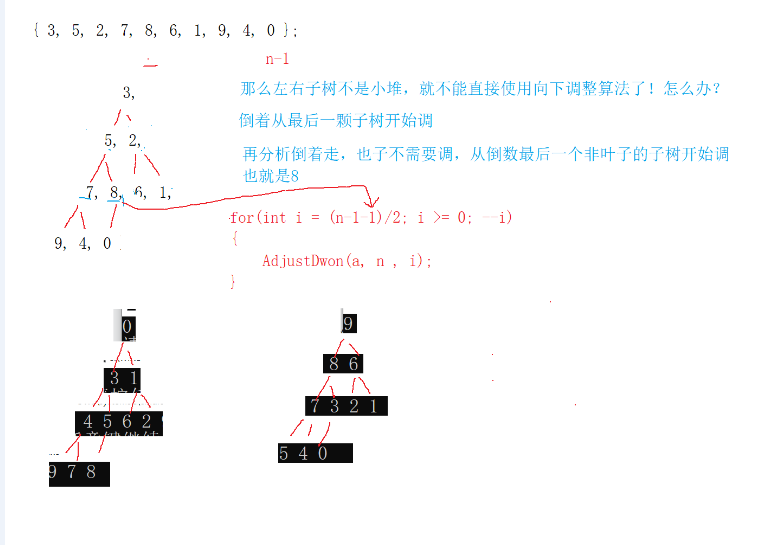 { 3, 5, 2, 7, 8, 6, 1, 9, 4, 0 };
n-1
3,
那么左右子树不是小堆，就不能直接使用向下调整算法了！怎么办？
倒着从最后一颗子树开始调
5, 2,
再分析倒着走，也子不需要调，从倒数最后一个非叶子的子树开始调
也就是8
7, 8, 6, 1,
for(int i = (n-1-1)/2; i >= 0; --i)
{
9, 4, 0
AdjustDwon(a, n , i);
}
0
3 1
4 5 6 2
9 7 8
9
8 6
7 3 2 1
5 4 0